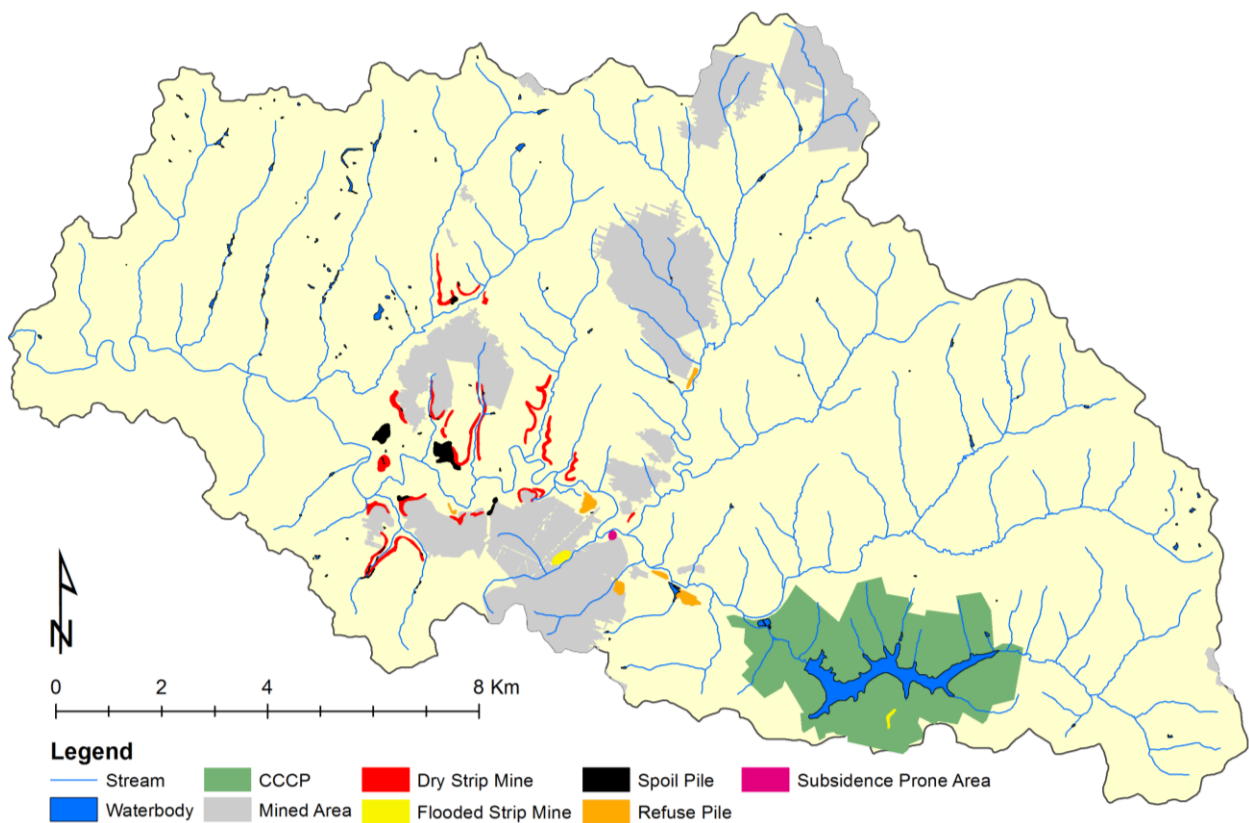 N
0 2 4 8 Km
Legend
Stream CCCP Dry Strip Mine Spoil Pile Subsidence Prone Area
Waterbody Mined Area Flooded Strip Mine Refuse Pile